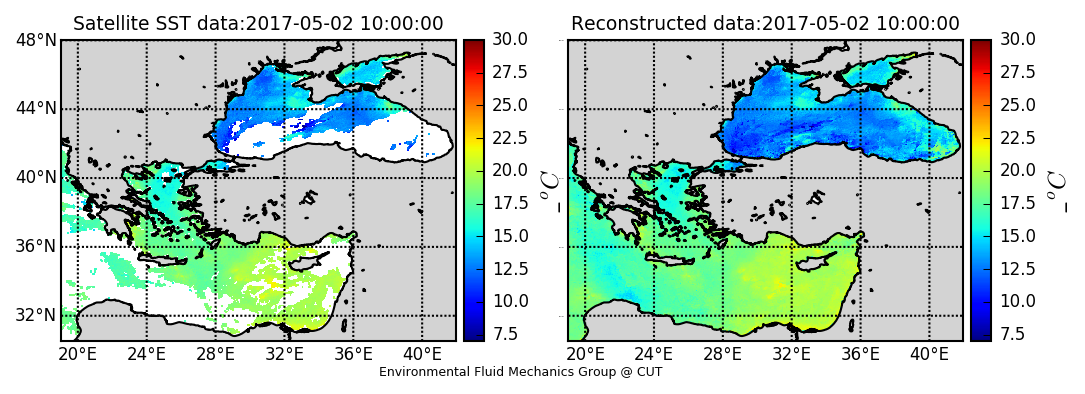 Satellite SST data:2017-05-02 10:00:00
48°N
44°N
40°N
36°N
32°N
20°E 24°E 28°E 32°E 36°E 40°E
30.0
27.5
25.0
22.5
20.0
17.5
15.0
12.5
10.0
7.5
_°C
Reconstructed data:2017-05-02 10:00:00
20°E 24°E 28°E 32°E 36°E 40°E
30.0
27.5
25.0
22.5
20.0
17.5
15.0
12.5
10.0
7.5
_°C
Environmental Fluid Mechanics Group @ CUT